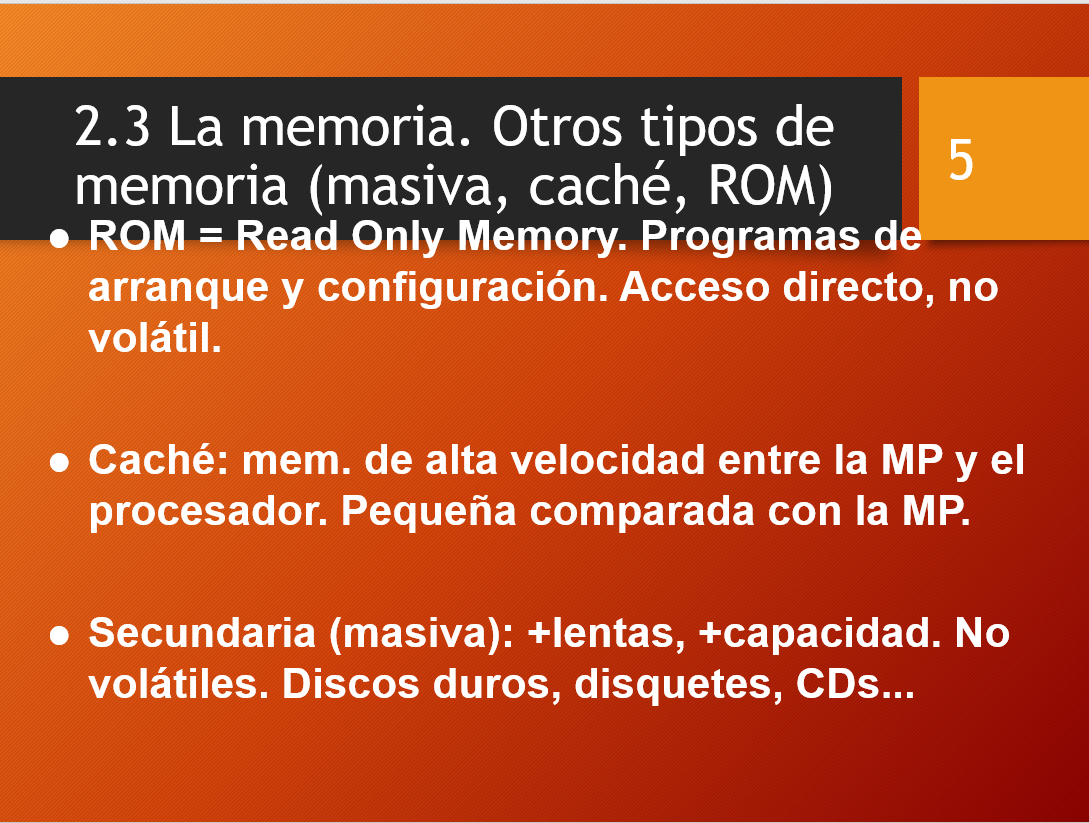 2.3 La memoria. Otros tipos de
memoria (masiva, caché, ROM)
5
● ROM = Read Only Memory. Programas de
arranque y configuración. Acceso directo, no
volátil.
● Caché: mem. de alta velocidad entre la MP y el
procesador. Pequeña comparada con la MP.
● Secundaria (masiva): +lentas, +capacidad. No
volátiles. Discos duros, disquetes, CDs...